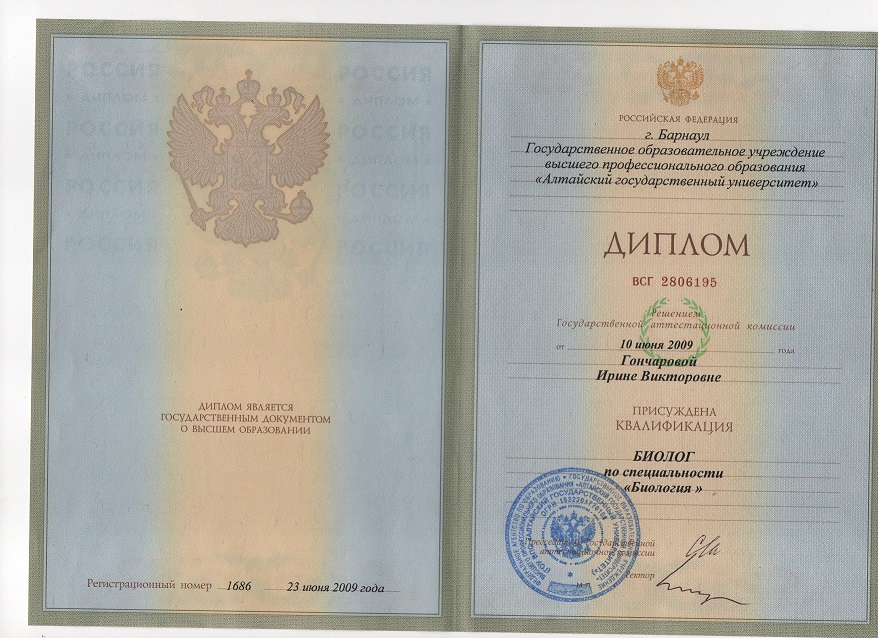 РОССИЯ РОССИЯ
РОССИЯ
РОССИЯ
РОССИЯ РОССИЯ
ДИПЛОМ ЯВЛЯЕТСЯ
ГОСУДАРСТВЕННЫМ ДОКУМЕНТОМ
О ВЫСШЕМ ОБРАЗОВАНИИ
Регистрационный номер 1686 23 июня 2009 года
РОССИЙСКАЯ ФЕДЕРАЦИЯ
г. Барнаул
Государственное образовательное учреждение
высшего профессионального образования
«Алтайский государственный университет»
ДИПЛОМ
ВСГ 2806195
Решением
Государственной аттестационной комиссии
от 10 июня 2009 года
Гончаровой
Ирине Викторовне
ПРИСУЖДЕНА
КВАЛИФИКАЦИЯ
БИОЛОГ
по специальности
«Биология »
Председатель Государственной
аттестационной комиссии
Ректор